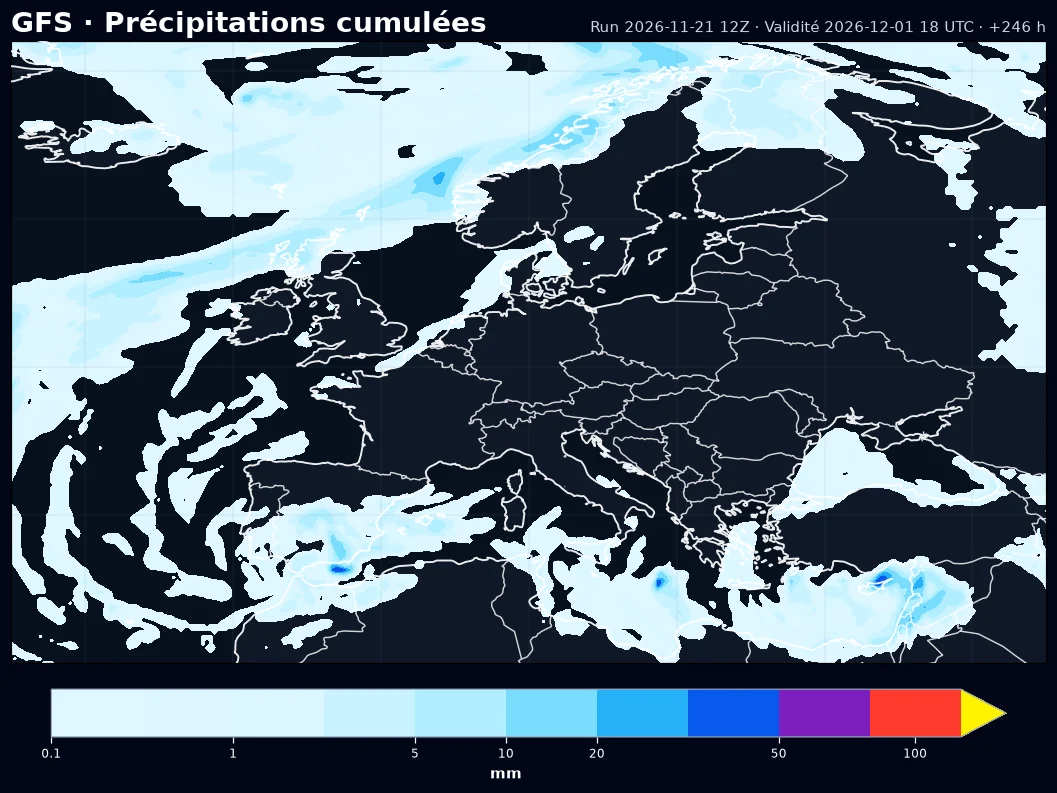 GFS · Précipitations cumulées
Run 2026-11-21 12Z · Validité 2026-12-01 18 UTC · +246 h
0.1 1 5 10 20 50 100
mm